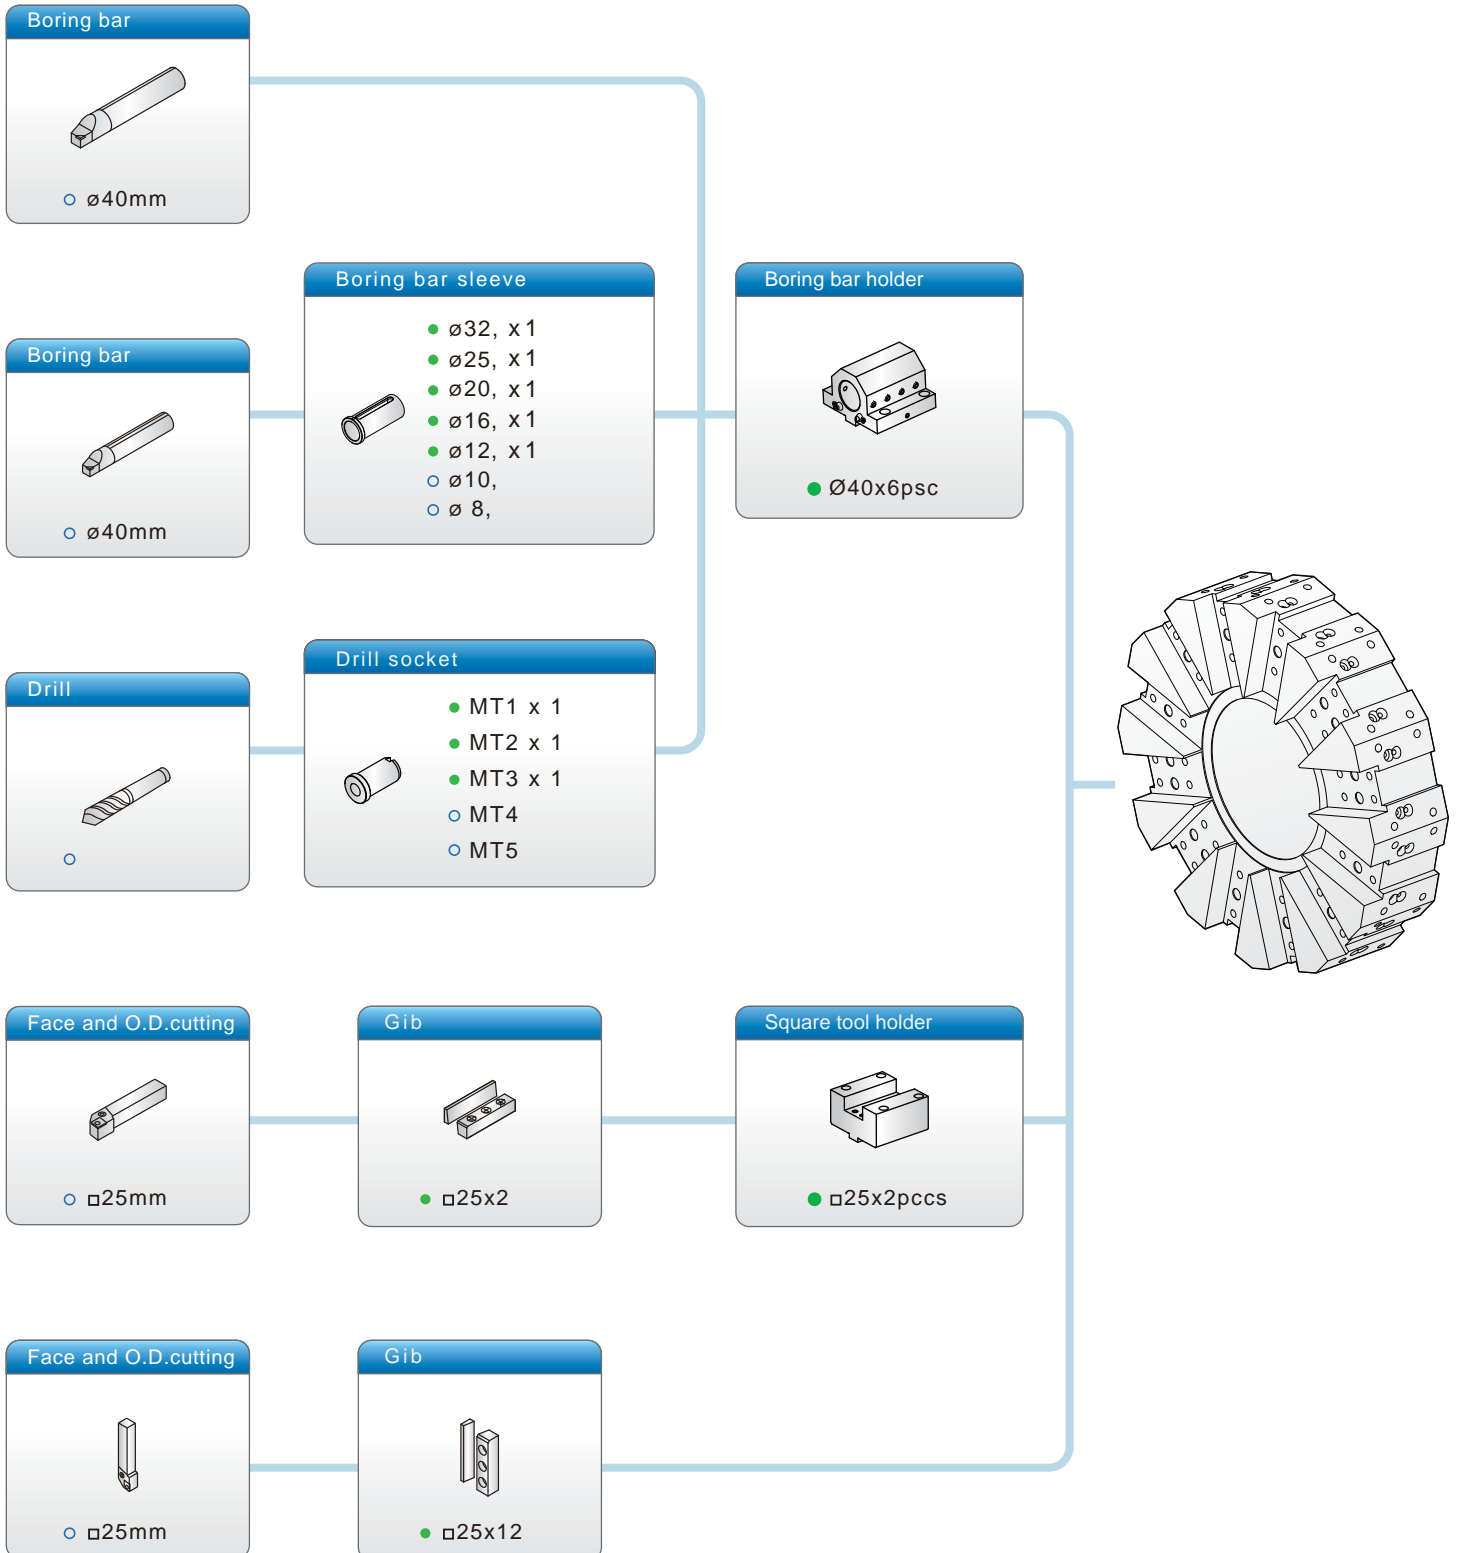 Boring bar
ø40mm
Boring bar
ø40mm
Boring bar sleeve
ø32, x1
ø25, x1
ø20, x1
ø16, x1
ø12, x1
ø10,
ø 8,
Boring bar holder
Ø40x6psc
Drill
Drill socket
MT1 x 1
MT2 x 1
MT3 x 1
MT4
MT5
Face and O.D.cutting
□25mm
Gib
□25x2
Square tool holder
□25x2pccs
Face and O.D.cutting
□25mm
Gib
□25x12